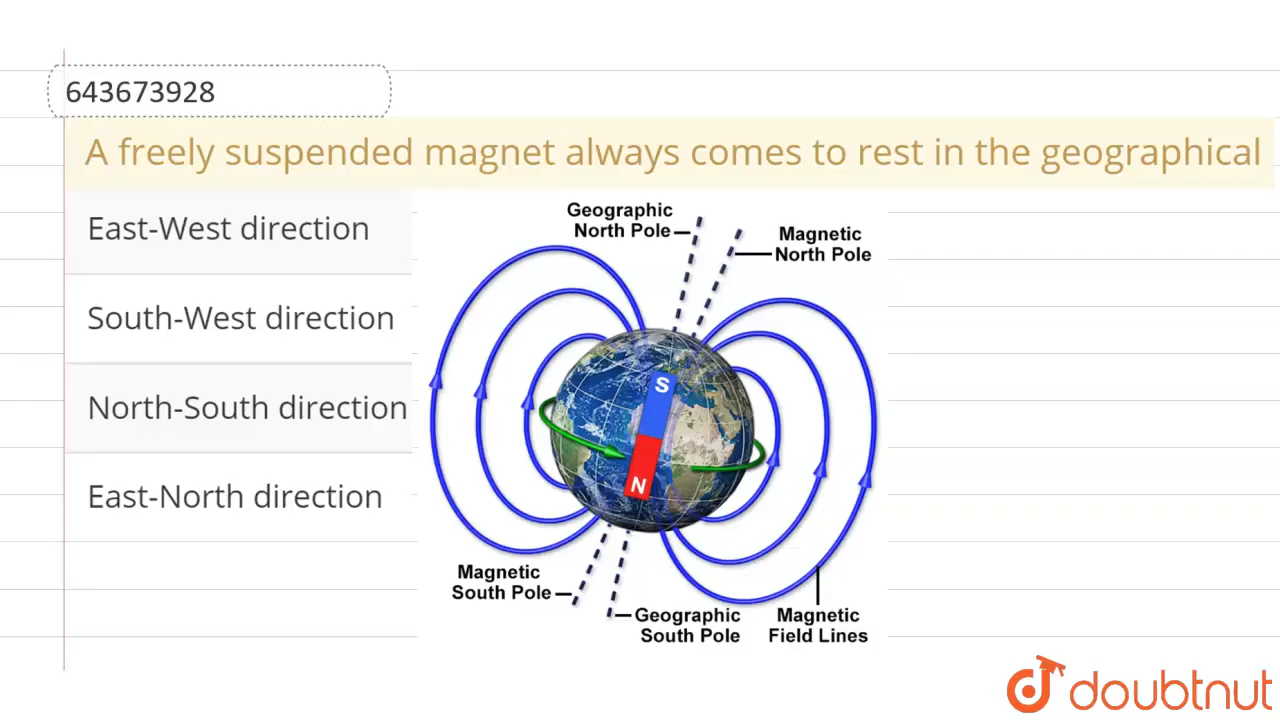 643673928
A freely suspended magnet always comes to rest in the geographical
East-West direction
South-West direction
North-South direction
East-North direction
Geographic
North Pole
Magnetic
North Pole
S
N
Magnetic
South Pole
Geographic
South Pole
Magnetic
Field Lines
doubtnut